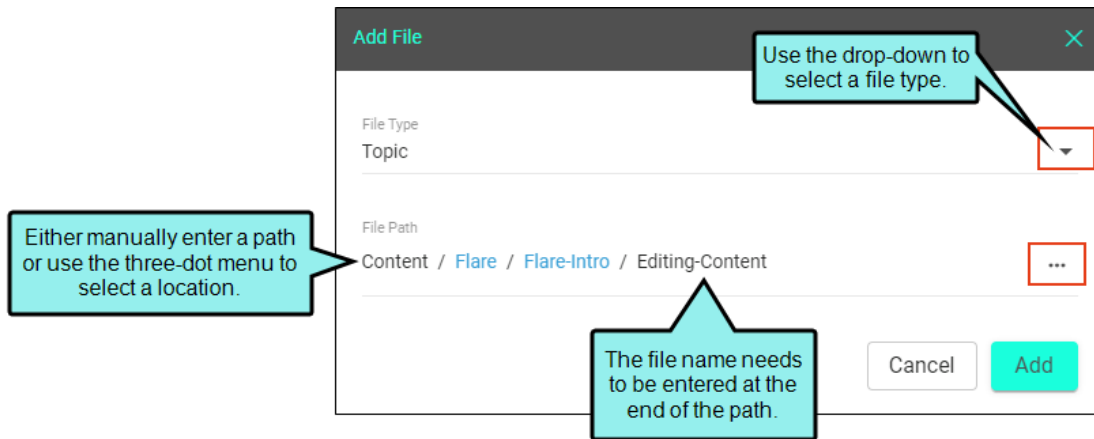 Add File
Use the drop-down to
select a file type.
File Type
Topic
Either manually enter a path
or use the three-dot menu to
select a location.
File Path
Content / Flare / Flare-Intro / Editing-Content
...
The file name needs
to be entered at the
end of the path.
Cancel
Add